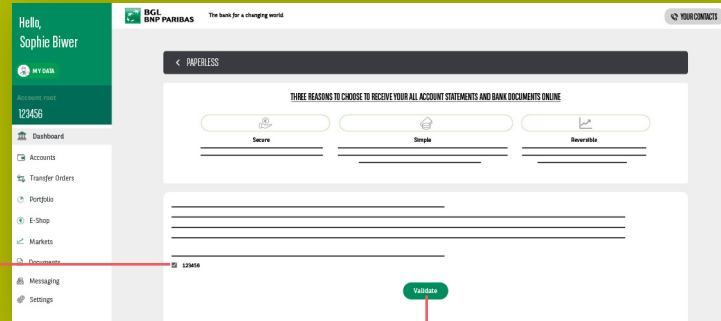 Hello,
Sophie Biwer
MY DATA
Account root
123456
Dashboard
Accounts
Transfer Orders
Portfolio
E-Shop
Markets
Documents
Messaging
Settings
BGL
BNP PARIBAS
The bank for a changing world
YOUR CONTACTS
< PAPERLESS
THREE REASONS TO CHOOSE TO RECEIVE YOUR ALL ACCOUNT STATEMENTS AND BANK DOCUMENTS ONLINE
Secure
Simple
Reversible
123456
Validate